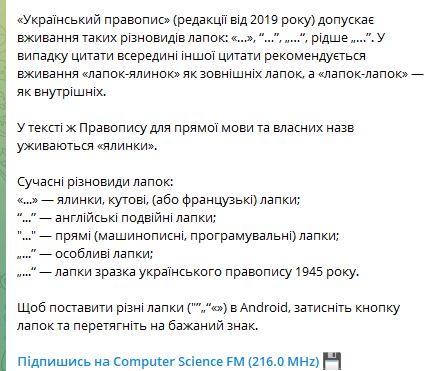 «Український правопис» (редакції від 2019 року) допускає
вживання таких різновидів лапок: «...», “...”, „...“, рідше „...”. У
випадку цитати всередині іншої цитати рекомендується
вживання «лапок-ялинок» як зовнішніх лапок, а «лапок-лапок» —
як внутрішніх.
У тексті ж Правопису для прямої мови та власних назв
уживаються «ялинки».
Сучасні різновиди лапок:
«...» — ялинки, кутові, (або французькі) лапки;
“...” — англійські подвійні лапки;
"..." — прямі (машинописні, програмувальні) лапки;
„...” — особливі лапки;
„...“ — лапки зразка українського правопису 1945 року.
Щоб поставити різні лапки ("”„“«») в Android, затисніть кнопку
лапок та перетягніть на бажаний знак.
Підпишись на Computer Science FM (216.0 MHz) 💾